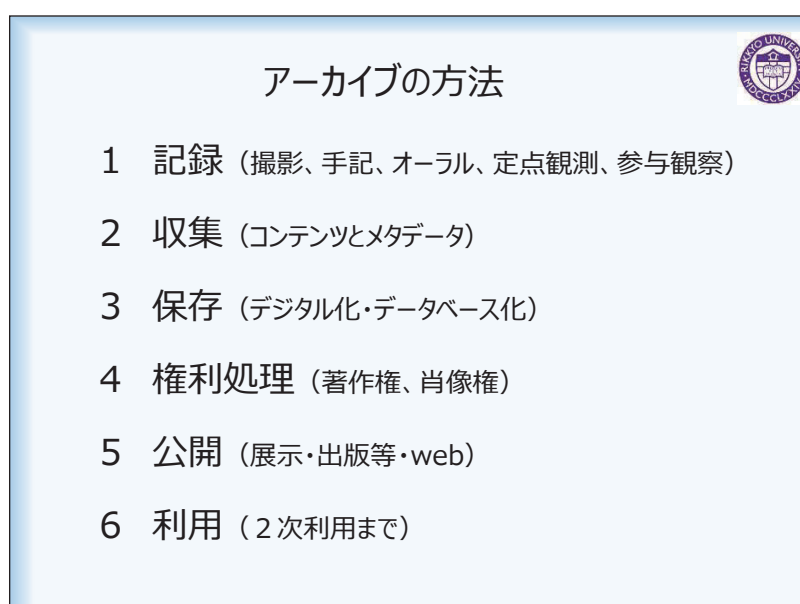 アーカイブの方法
1 記録（撮影、手記、オーラル、定点観測、参与観察）
2 収集（コンテンツとメタデータ）
3 保存（デジタル化・データベース化）
4 権利処理（著作権、肖像権）
5 公開（展示・出版等・web）
6 利用（２次利用まで）
RIKKYO UNIVERSITY